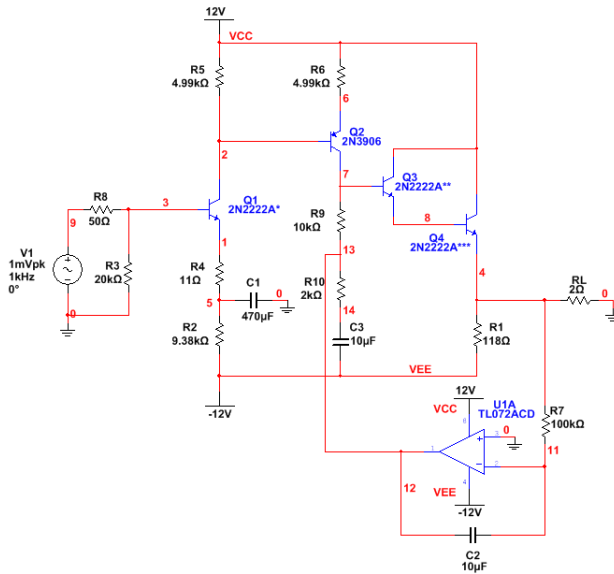 12V
VCC
R5
4.99kΩ
R6
4.99kΩ
6
Q2
2N3906
2
7
Q3
2N2222A**
3
Q1
2N2222A*
9
R8
50Ω
8
Q4
2N2222A***
V1
1mVpk
1kHz
0°
R3
20kΩ
1
R9
10kΩ
13
R4
11Ω
4
C1
0
470µF
5
R10
2kΩ
14
RL
2Ω
0
R2
9.38kΩ
C3
10µF
R1
118Ω
0
VEE
-12V
12V
VCC
U1A
TL072ACD
8
3
0
R7
100kΩ
1
2
11
12
VEE
4
-12V
C2
10µF